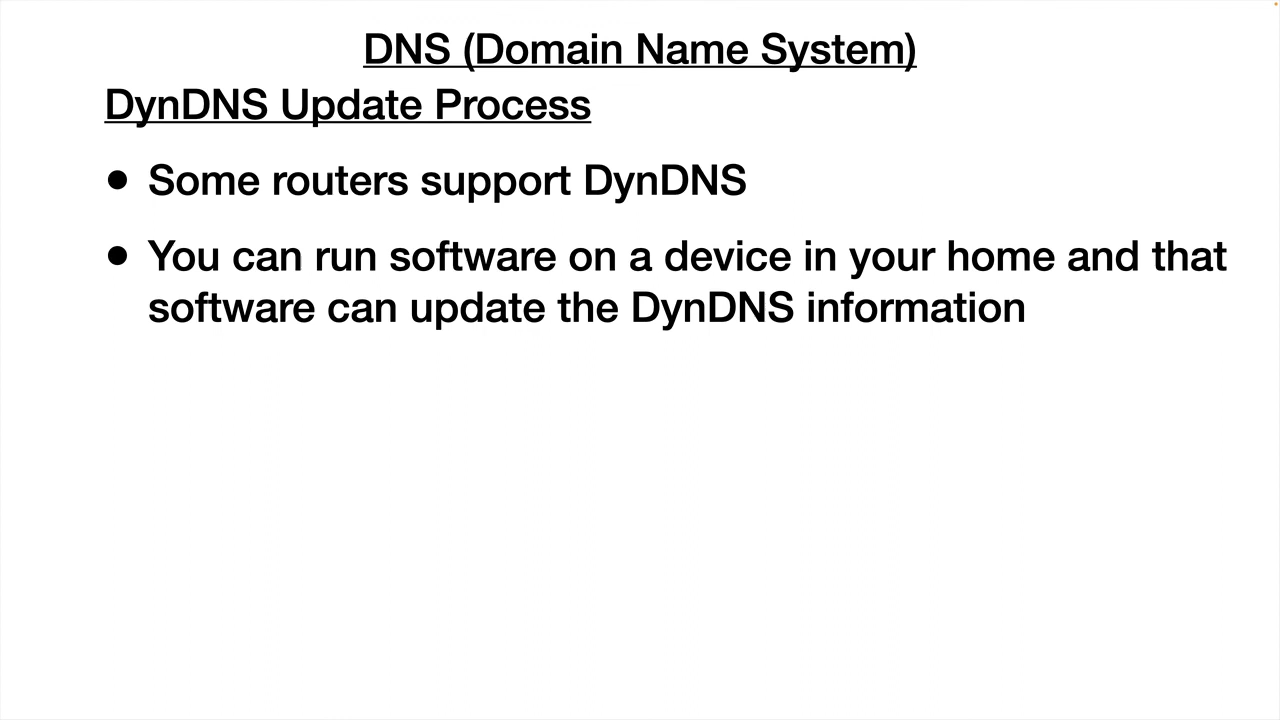 DNS (Domain Name System)
DynDNS Update Process
• Some routers support DynDNS
• You can run software on a device in your home and that
software can update the DynDNS information